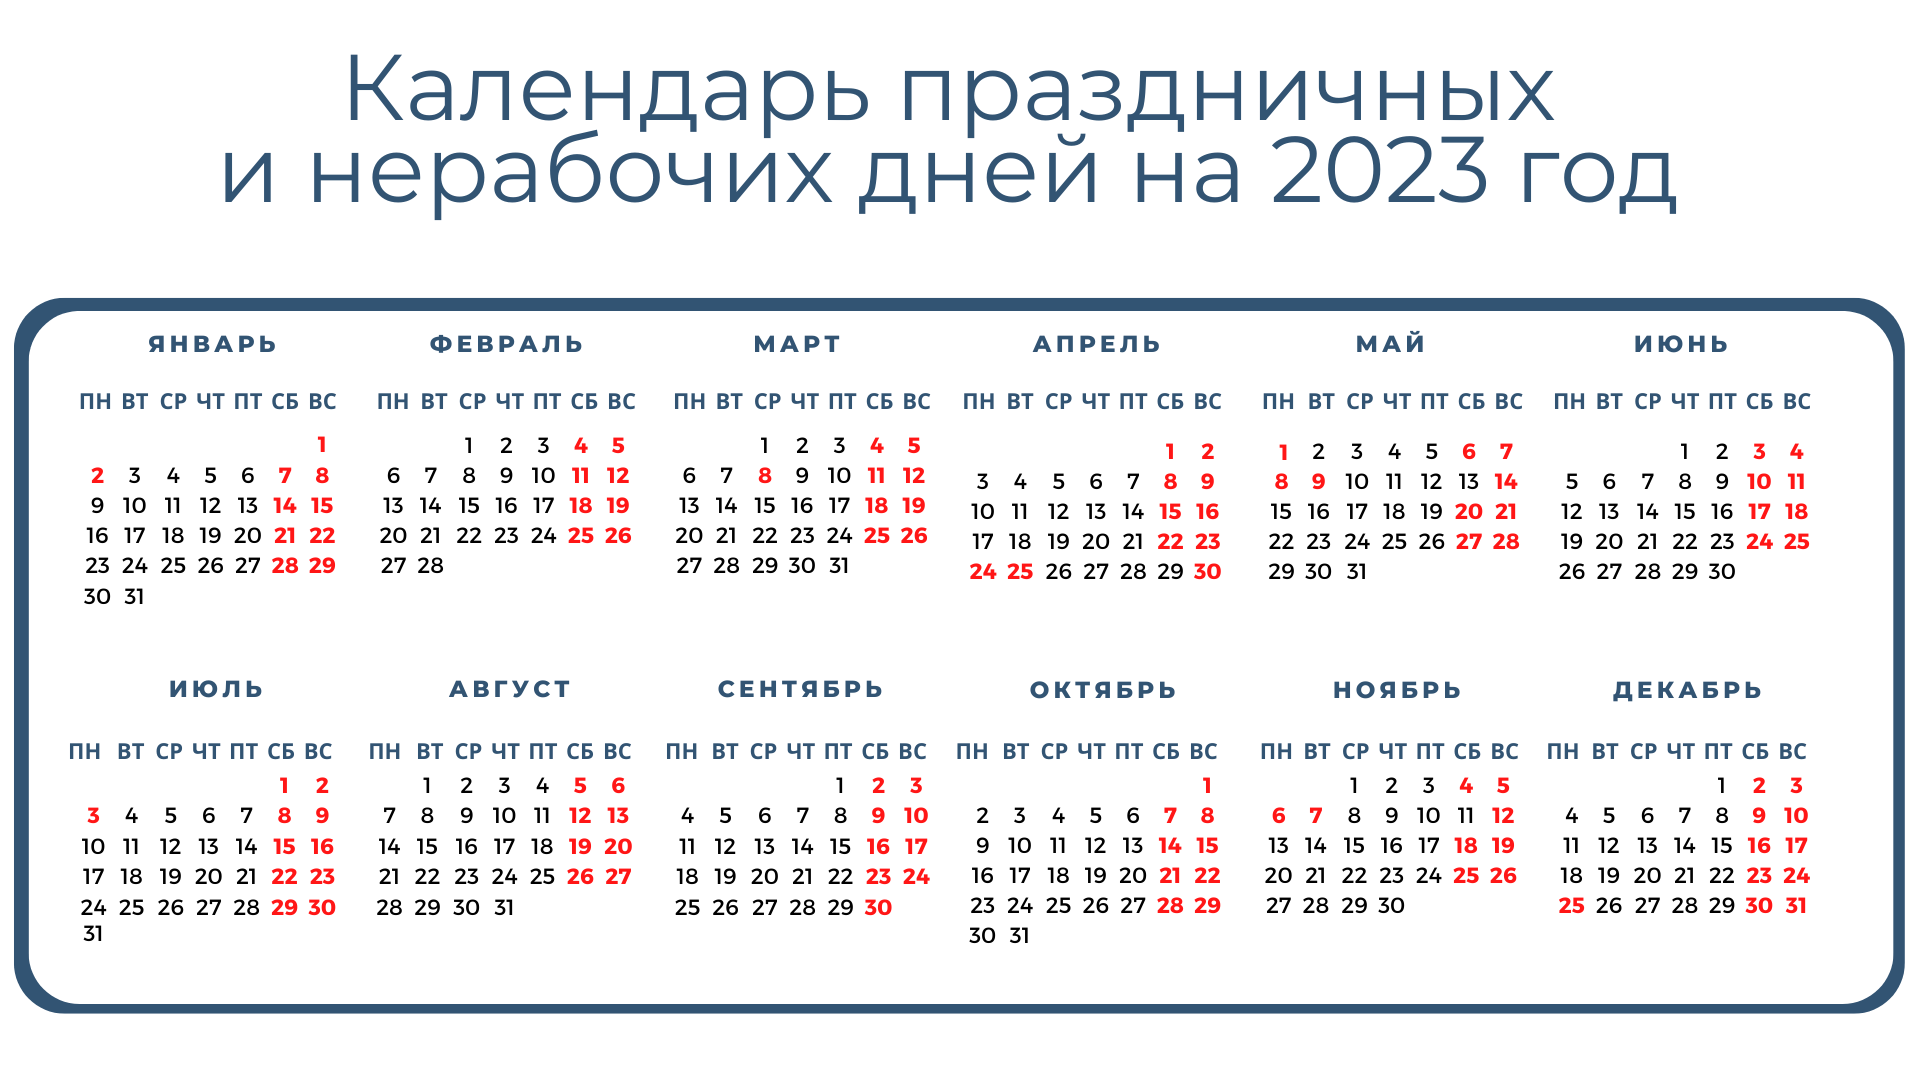 Календарь праздничных
и нерабочих дней на 2023 год
ЯНВАРЬ
ПН ВТ СР ЧТ ПТ СБ ВС
1
2 3 4 5 6 7 8
9 10 11 12 13 14 15
16 17 18 19 20 21 22
23 24 25 26 27 28 29
30 31
ФЕВРАЛЬ
ПН ВТ СР ЧТ ПТ СБ ВС
1 2 3 4 5
6 7 8 9 10 11 12
13 14 15 16 17 18 19
20 21 22 23 24 25 26
27 28
МАРТ
ПН ВТ СР ЧТ ПТ СБ ВС
1 2 3 4 5
6 7 8 9 10 11 12
13 14 15 16 17 18 19
20 21 22 23 24 25 26
27 28 29 30 31
АПРЕЛЬ
ПН ВТ СР ЧТ ПТ СБ ВС
1 2
3 4 5 6 7 8 9
10 11 12 13 14 15 16
17 18 19 20 21 22 23
24 25 26 27 28 29 30
МАЙ
ПН ВТ СР ЧТ ПТ СБ ВС
1 2 3 4 5 6 7
8 9 10 11 12 13 14
15 16 17 18 19 20 21
22 23 24 25 26 27 28
29 30 31
ИЮНЬ
ПН ВТ СР ЧТ ПТ СБ ВС
1 2 3 4
5 6 7 8 9 10 11
12 13 14 15 16 17 18
19 20 21 22 23 24 25
26 27 28 29 30
ИЮЛЬ
ПН ВТ СР ЧТ ПТ СБ ВС
1 2
3 4 5 6 7 8 9
10 11 12 13 14 15 16
17 18 19 20 21 22 23
24 25 26 27 28 29 30
31
АВГУСТ
ПН ВТ СР ЧТ ПТ СБ ВС
1 2 3 4 5 6
7 8 9 10 11 12 13
14 15 16 17 18 19 20
21 22 23 24 25 26 27
28 29 30 31
СЕНТЯБРЬ
ПН ВТ СР ЧТ ПТ СБ ВС
1 2 3
4 5 6 7 8 9 10
11 12 13 14 15 16 17
18 19 20 21 22 23 24
25 26 27 28 29 30
ОКТЯБРЬ
ПН ВТ СР ЧТ ПТ СБ ВС
1
2 3 4 5 6 7 8
9 10 11 12 13 14 15
16 17 18 19 20 21 22
23 24 25 26 27 28 29
30 31
НОЯБРЬ
ПН ВТ СР ЧТ ПТ СБ ВС
1 2 3 4 5
6 7 8 9 10 11 12
13 14 15 16 17 18 19
20 21 22 23 24 25 26
27 28 29 30
ДЕКАБРЬ
ПН ВТ СР ЧТ ПТ СБ ВС
1 2 3
4 5 6 7 8 9 10
11 12 13 14 15 16 17
18 19 20 21 22 23 24
25 26 27 28 29 30 31